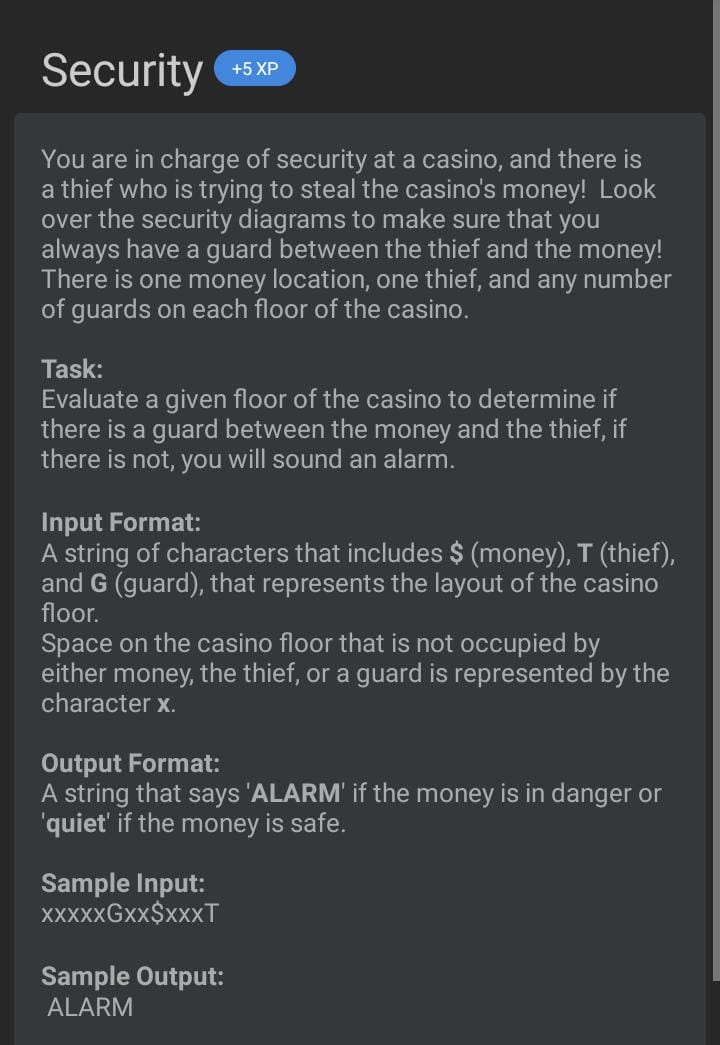 Security +5 XP
You are in charge of security at a casino, and there is
a thief who is trying to steal the casino's money!  Look
over the security diagrams to make sure that you
always have a guard between the thief and the money!
There is one money location, one thief, and any number
of guards on each floor of the casino.
Task:
Evaluate a given floor of the casino to determine if
there is a guard between the money and the thief, if
there is not, you will sound an alarm.
Input Format:
A string of characters that includes $ (money), T (thief),
and G (guard), that represents the layout of the casino
floor.
Space on the casino floor that is not occupied by
either money, the thief, or a guard is represented by the
character x.
Output Format:
A string that says 'ALARM' if the money is in danger or
'quiet' if the money is safe.
Sample Input:
xxxxxGxx$xxxT
Sample Output:
ALARM